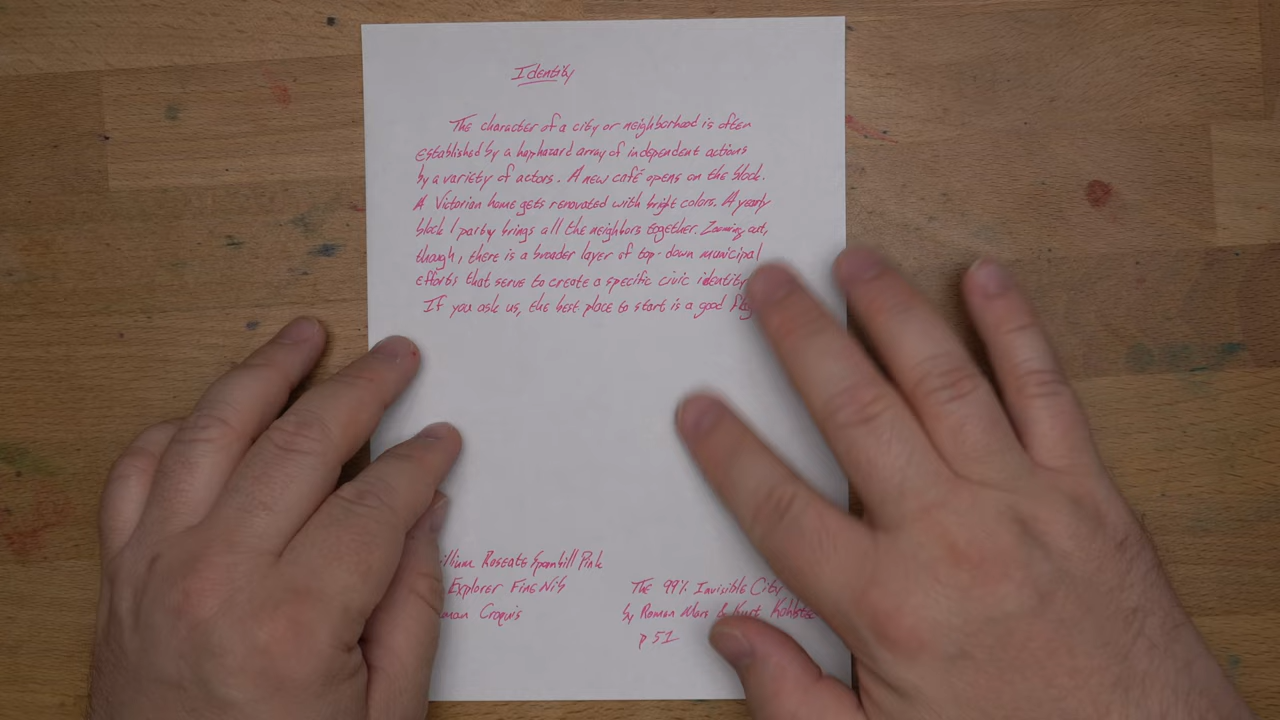 Identity
The character of a city or neighborhood is often
established by a haphazard array of independent actions
by a variety of actors. A new café opens on the block.
A Victorian home gets renovated with bright colors. A yearly
block party brings all the neighbors together. Zooming out,
though, there is a broader layer of top-down municipal
efforts that serve to create a specific civic identity
If you ask us, the best place to start is a good
Roseate Spoonbill Pink
Explorer Fine Nib
Croquis
The 99% Invisible City
by Roman Mars & Kurt
p 51